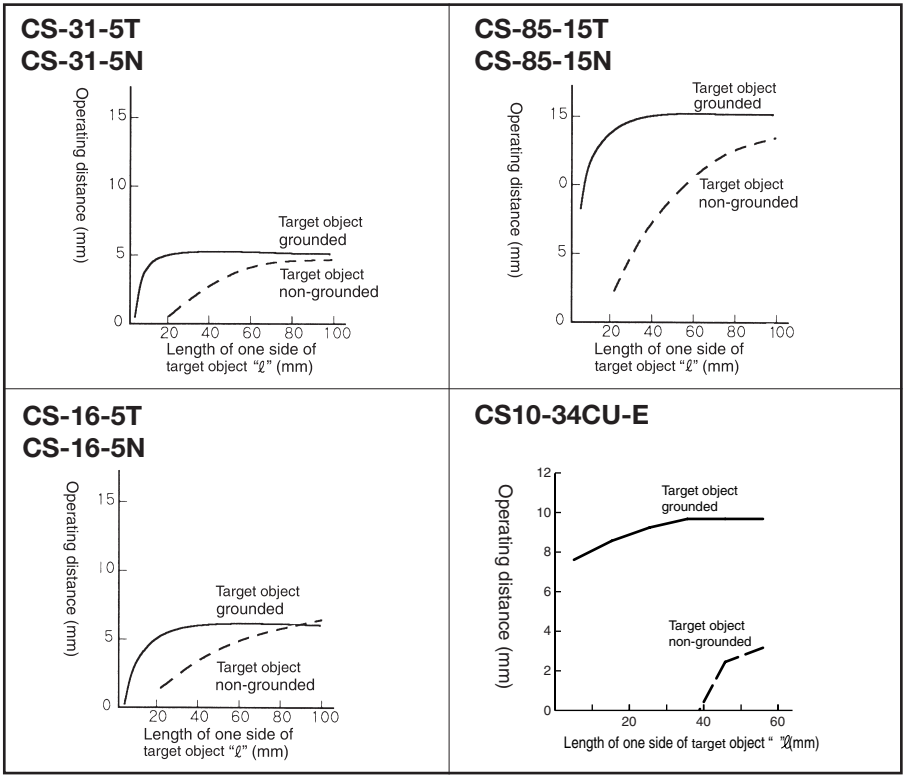 CS-31-5T
CS-31-5N
Operating distance (mm)
15
10
5
0
Target object
grounded
Target object
non-grounded
20 40 60 80 100
Length of one side of
target object “ℓ” (mm)
CS-85-15T
CS-85-15N
Operating distance (mm)
15
0
5
0
Target object
grounded
Target object
non-grounded
20 40 60 80 100
Length of one side of
target object “ℓ” (mm)
CS-16-5T
CS-16-5N
Operating distance (mm)
15
10
5
0
Target object
grounded
Target object
non-grounded
20 40 60 80 100
Length of one side of
target object “ℓ” (mm)
CS10-34CU-E
Operating distance (mm)
12
10
8
6
4
2
0
Target object
grounded
Target object
non-grounded
20 40 60
Length of one side of target object “ ”ℓ(mm)